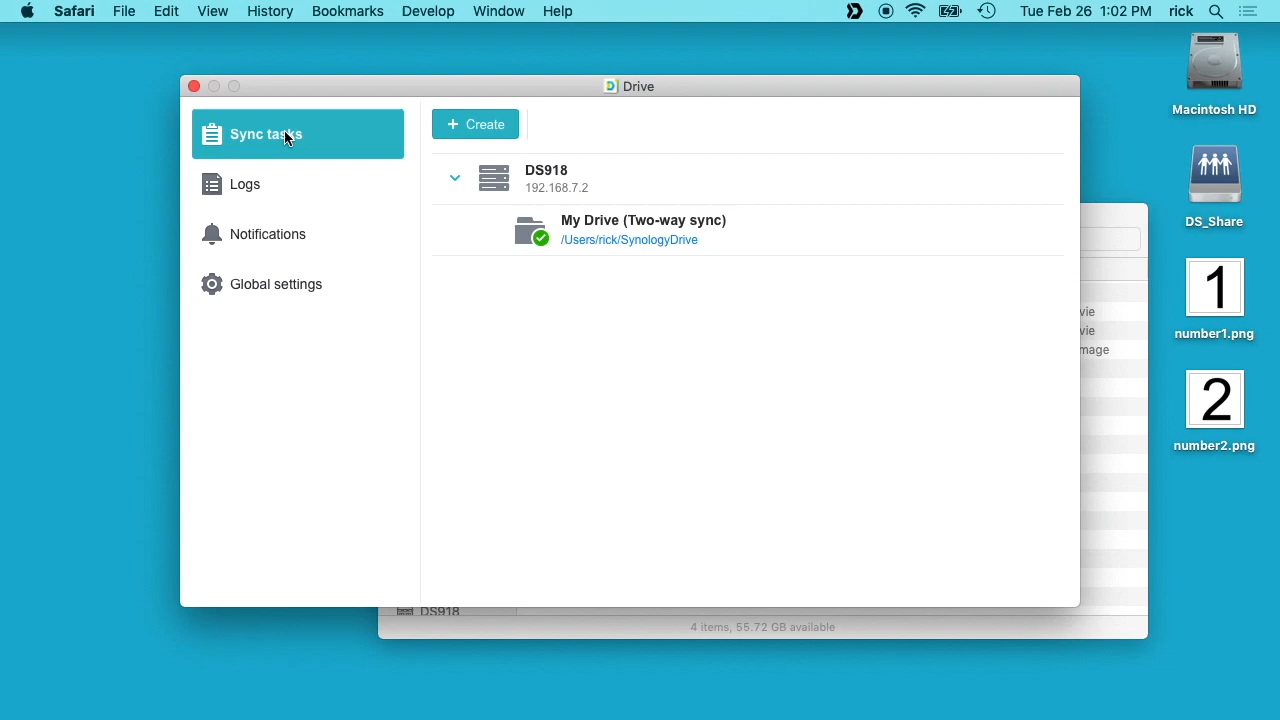 Safari File Edit View History Bookmarks Develop Window Help Tue Feb 26 1:02 PM rick
Drive
Sync tasks
Logs
Notifications
Global settings
+ Create
DS918
192.168.7.2
My Drive (Two-way sync)
/Users/rick/SynologyDrive
vie
vie
mage
DS918
4 items, 55.72 GB available
Macintosh HD
DS_Share
1
number1.png
2
number2.png